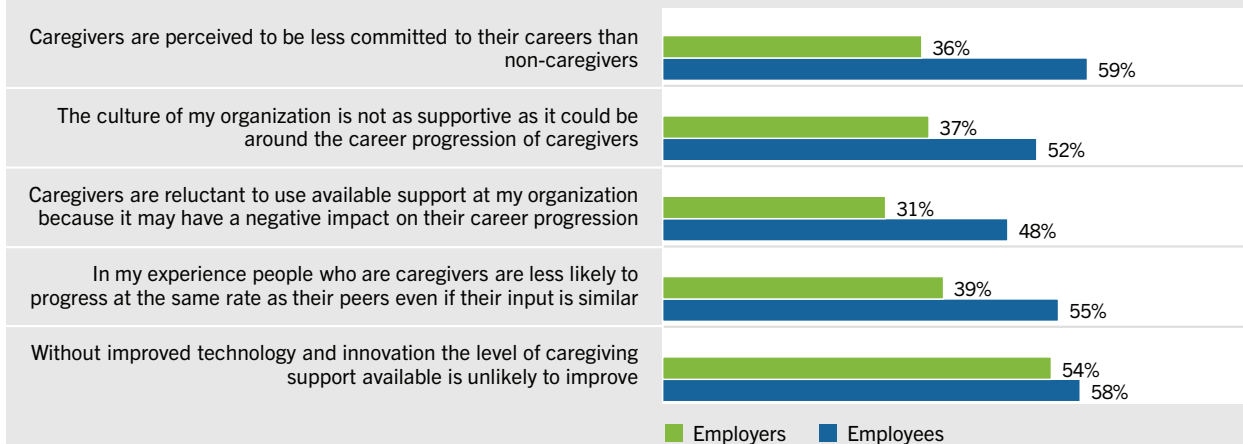 Caregivers are perceived to be less committed to their careers than
non-caregivers
36%
59%
The culture of my organization is not as supportive as it could be
around the career progression of caregivers
37%
52%
Caregivers are reluctant to use available support at my organization
because it may have a negative impact on their career progression
31%
48%
In my experience people who are caregivers are less likely to
progress at the same rate as their peers even if their input is similar
39%
55%
Without improved technology and innovation the level of caregiving
support available is unlikely to improve
54%
58%
Employers Employees